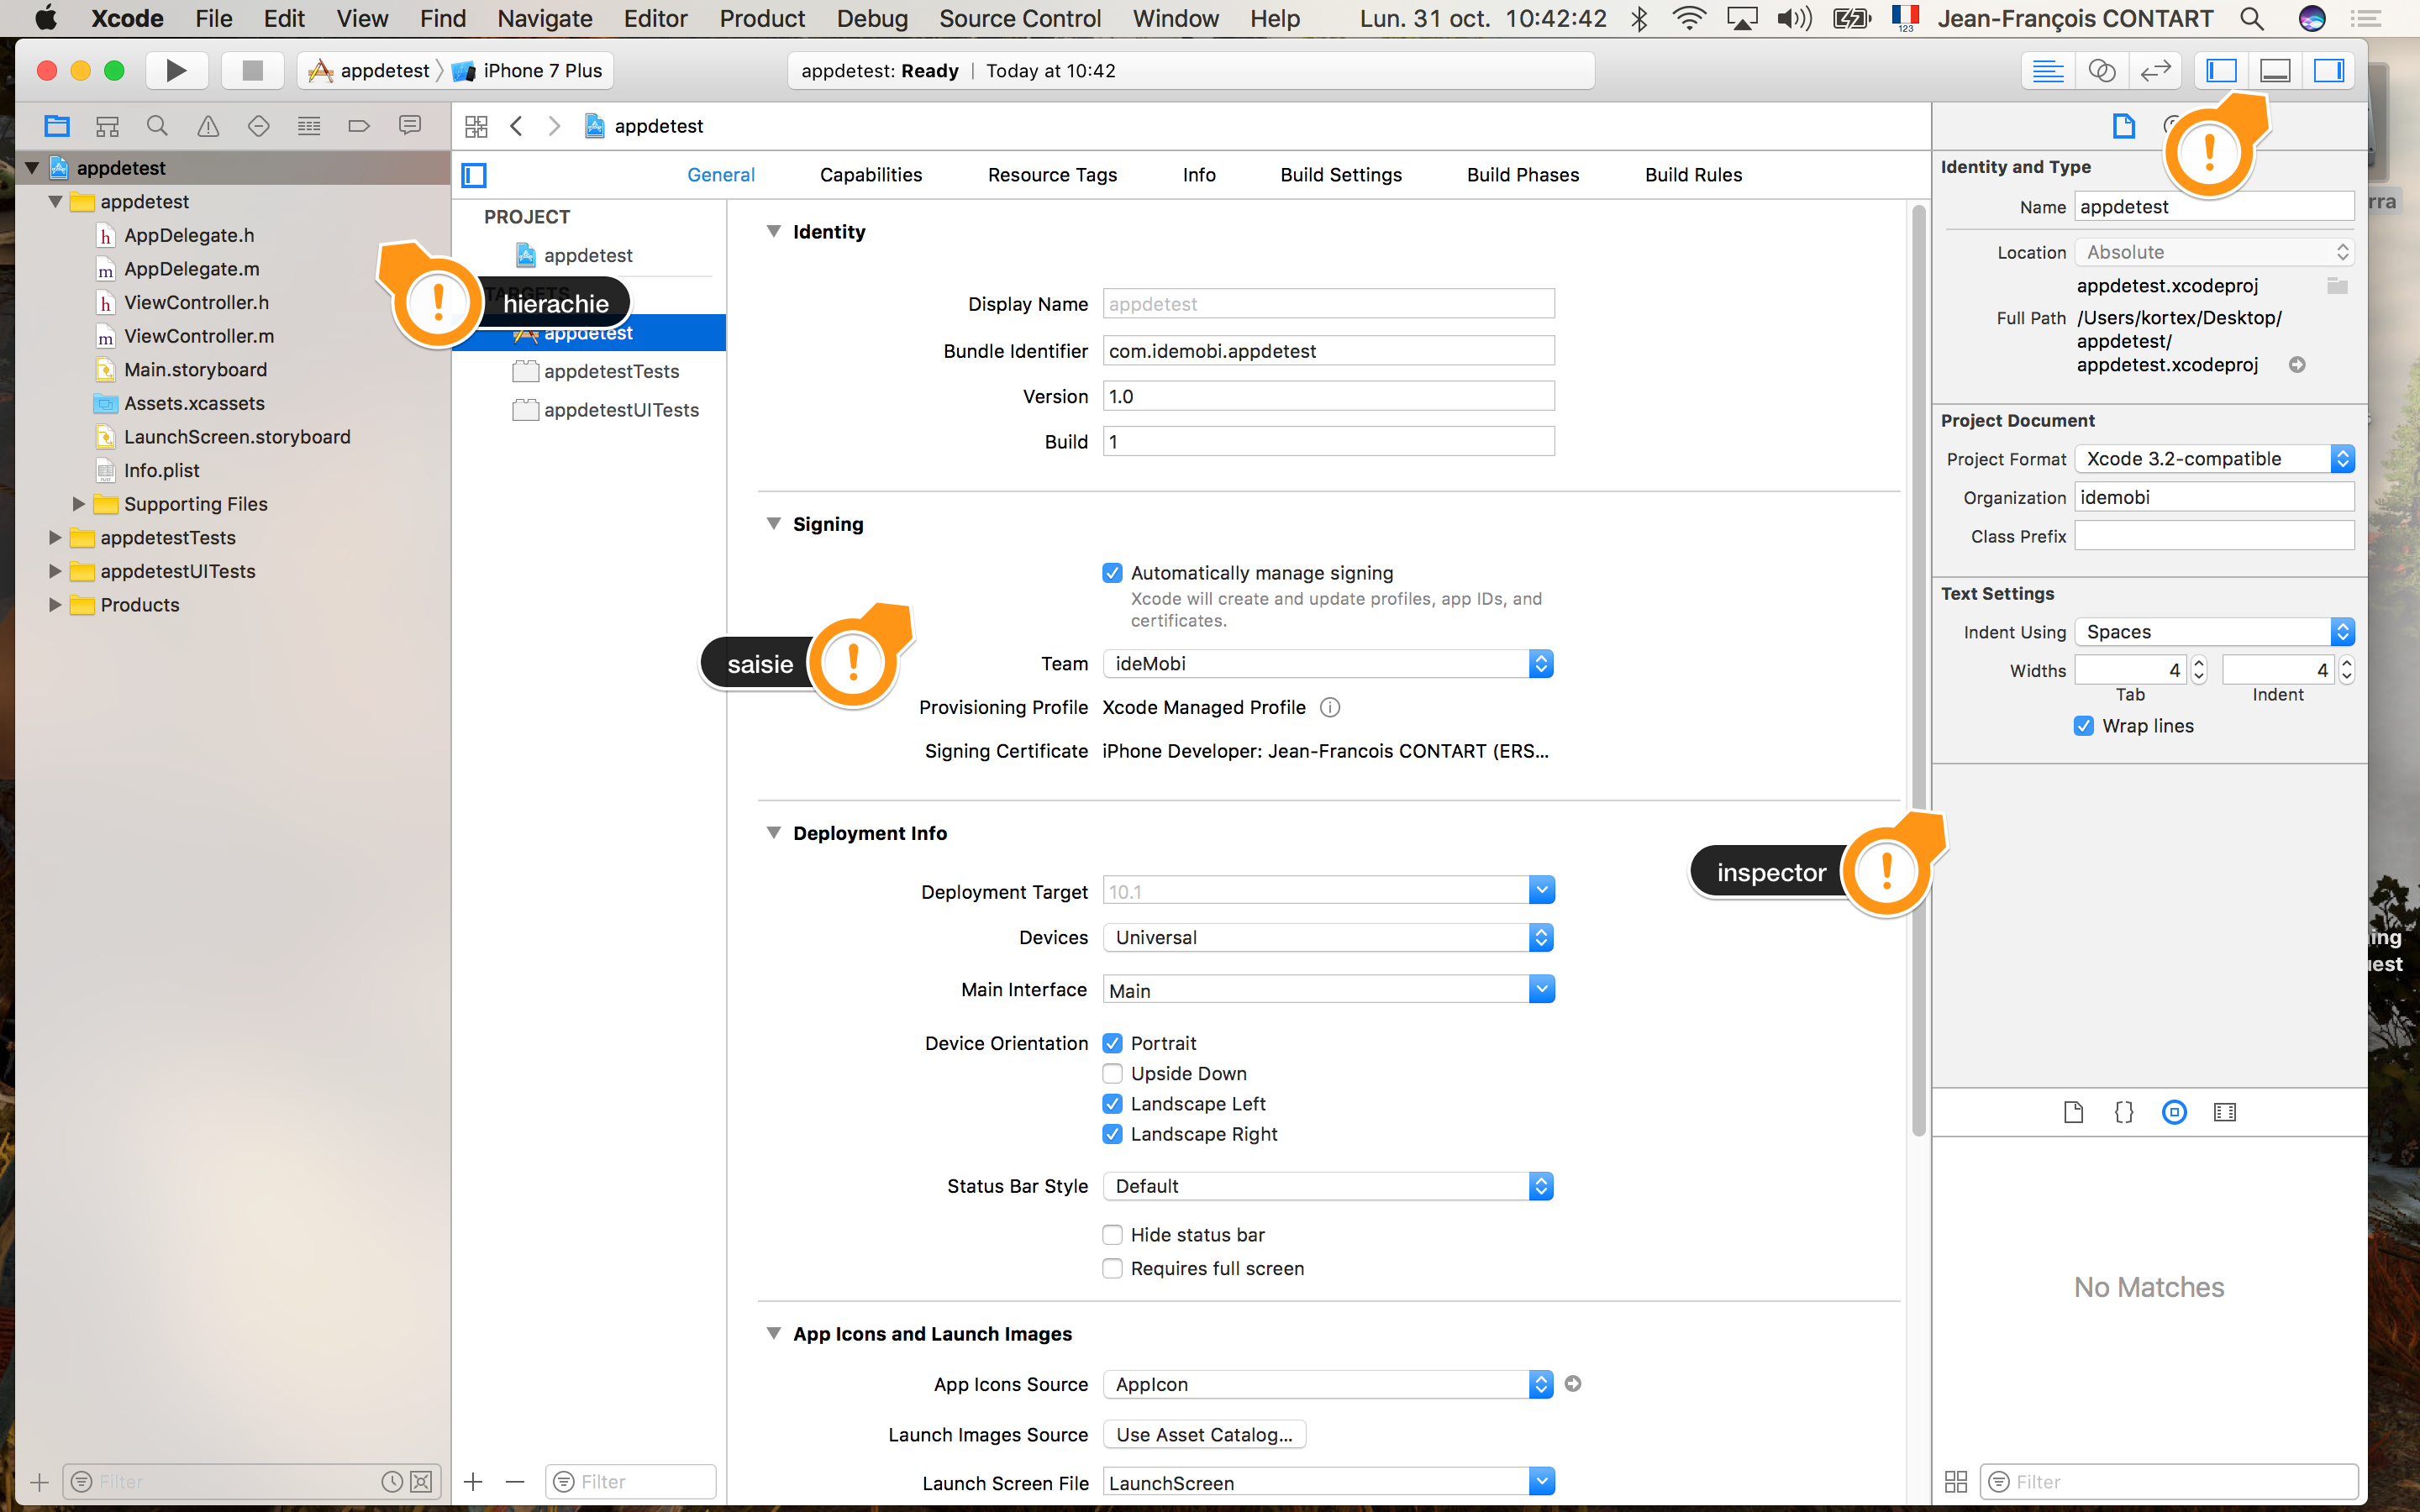 Xcode File Edit View Find Navigate Editor Product Debug Source Control Window Help Lun. 31 oct. 10:42:42 123 Jean-François CONTART
appdetest iPhone 7 Plus
appdetest: Ready | Today at 10:42
appdetest
appdetest
appdetest
AppDelegate.h
AppDelegate.m
ViewController.h
ViewController.m
Main.storyboard
Assets.xcassets
LaunchScreen.storyboard
Info.plist
Supporting Files
appdetestTests
appdetestUITests
Products
Filter
General Capabilities Resource Tags Info Build Settings Build Phases Build Rules
PROJECT
appdetest
TARGETS
hierachie
appdetest
appdetestTests
appdetestUITests
Filter
Identity
Display Name appdetest
Bundle Identifier com.idemobi.appdetest
Version 1.0
Build 1
Signing
Automatically manage signing
Xcode will create and update profiles, app IDs, and
certificates.
saisie
Team ideMobi
Provisioning Profile Xcode Managed Profile
Signing Certificate iPhone Developer: Jean-Francois CONTART (ERS...
Deployment Info
Deployment Target 10.1
Devices Universal
Main Interface Main
Device Orientation Portrait
Upside Down
Landscape Left
Landscape Right
Status Bar Style Default
Hide status bar
Requires full screen
App Icons and Launch Images
App Icons Source AppIcon
Launch Images Source Use Asset Catalog...
Launch Screen File LaunchScreen
inspector
Identity and Type
Name appdetest
Location Absolute
appdetest.xcodeproj
Full Path /Users/kortex/Desktop/
appdetest/
appdetest.xcodeproj
Project Document
Project Format Xcode 3.2-compatible
Organization idemobi
Class Prefix
Text Settings
Indent Using Spaces
Widths 4 4
Tab Indent
Wrap lines
No Matches
Filter